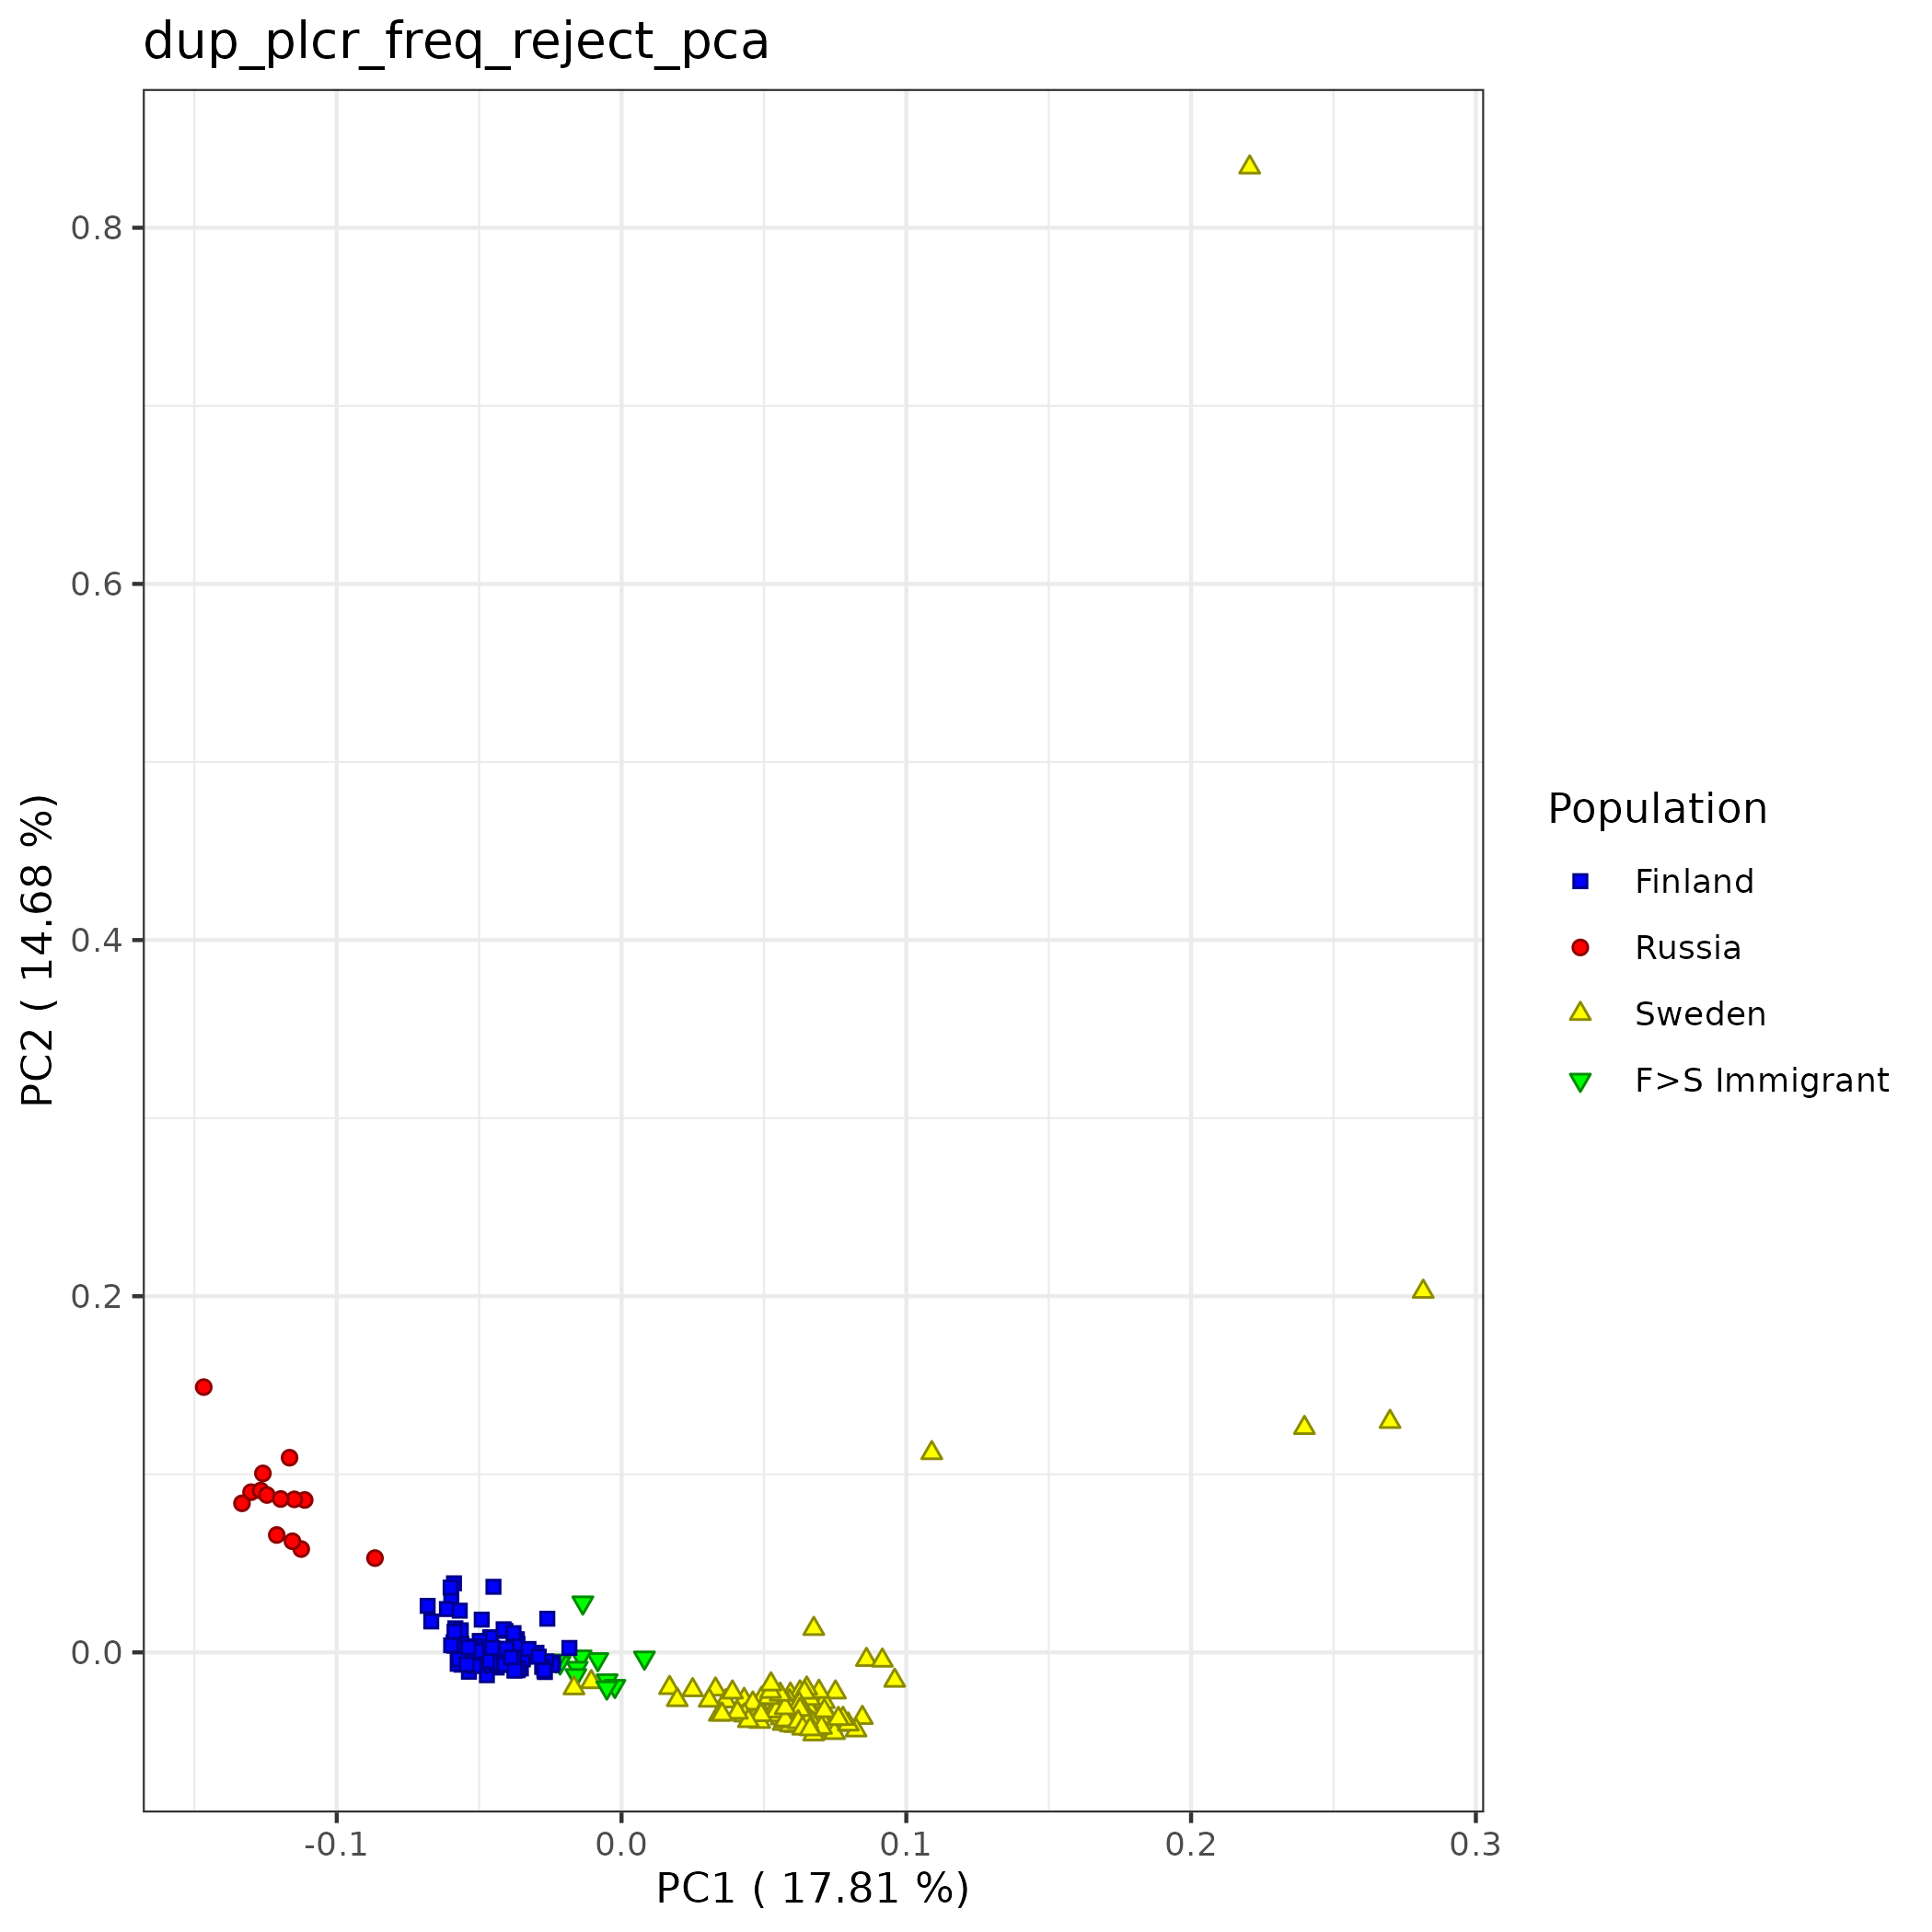 dup_plcr_freq_reject_pca
0.8
0.6
0.4
0.2
0.0
PC2 ( 14.68 %)
-0.1
0.0
0.1
0.2
0.3
PC1 ( 17.81 %)
Population
Finland
Russia
Sweden
F>S Immigrant